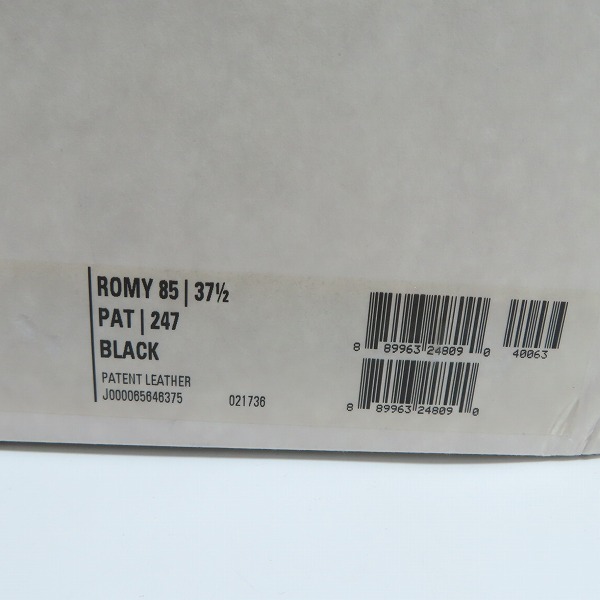 ROMY 85 | 37½
PAT | 247
BLACK
PATENT LEATHER
J000065646375 021736
8 89963 24809 0 40063
8 89963 24809 0